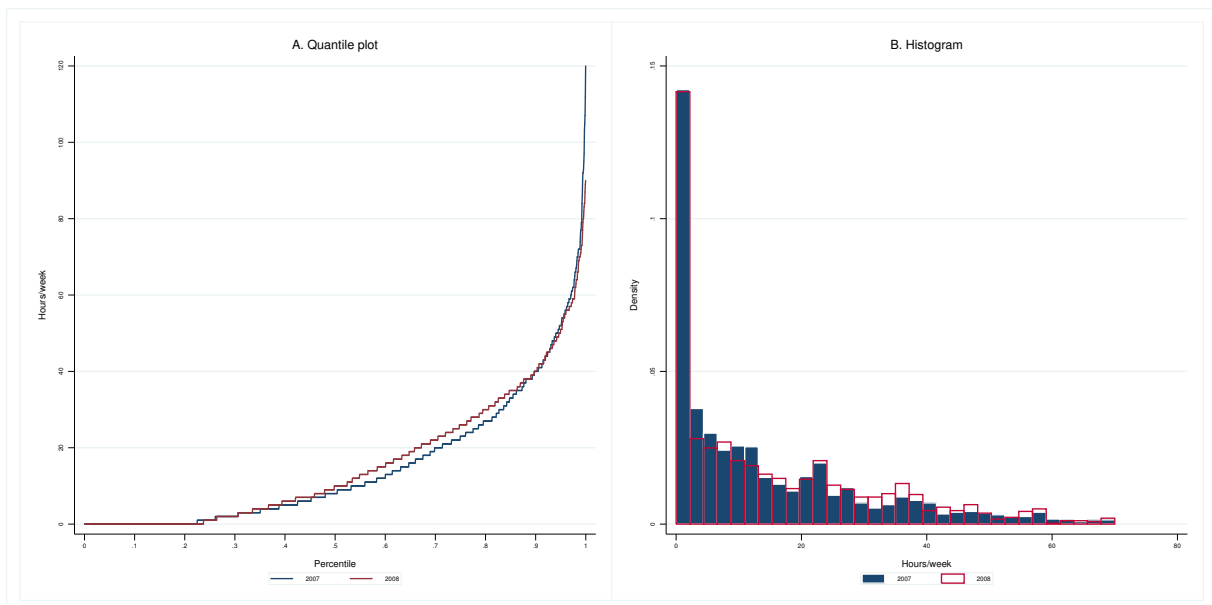 A. Quantile plot
Hours/week
120
100
80
60
40
20
0
0 .1 .2 .3 .4 .5 .6 .7 .8 .9 1
Percentile
2007 2008
B. Histogram
Density
.15
.1
.05
0
0 20 40 60 80
Hours/week
2007 2008